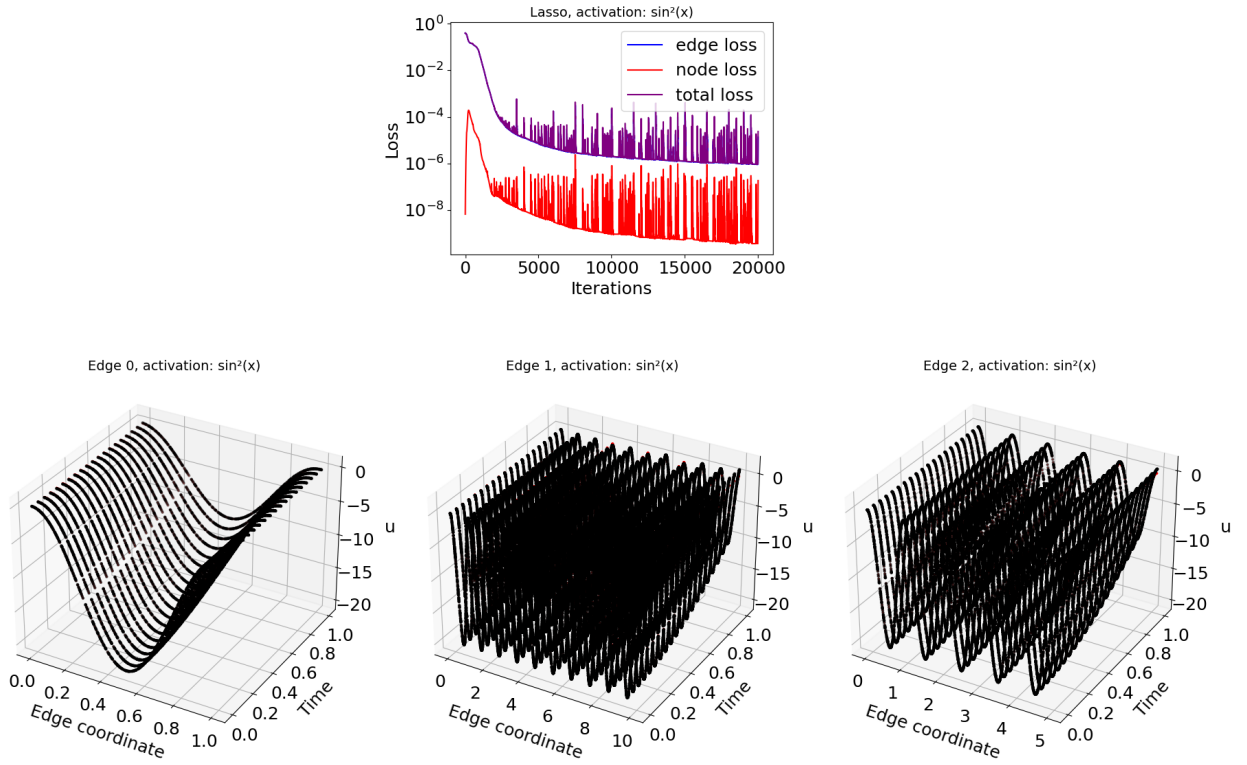 Lasso, activation: sin²(x)
10⁰
10⁻²
10⁻⁴
10⁻⁶
10⁻⁸
Loss
edge loss
node loss
total loss
0 5000 10000 15000 20000
Iterations
Edge 0, activation: sin²(x)
0
−5
−10
−15
−20
u
0.0 0.2 0.4 0.6 0.8 1.0
Edge coordinate
0.0 0.2 0.4 0.6 0.8 1.0
Time
Edge 1, activation: sin²(x)
0
−5
−10
−15
−20
u
0 2 4 6 8 10
Edge coordinate
0.0 0.2 0.4 0.6 0.8 1.0
Time
Edge 2, activation: sin²(x)
0
−5
−10
−15
−20
u
0 1 2 3 4 5
Edge coordinate
0.0 0.2 0.4 0.6 0.8 1.0
Time